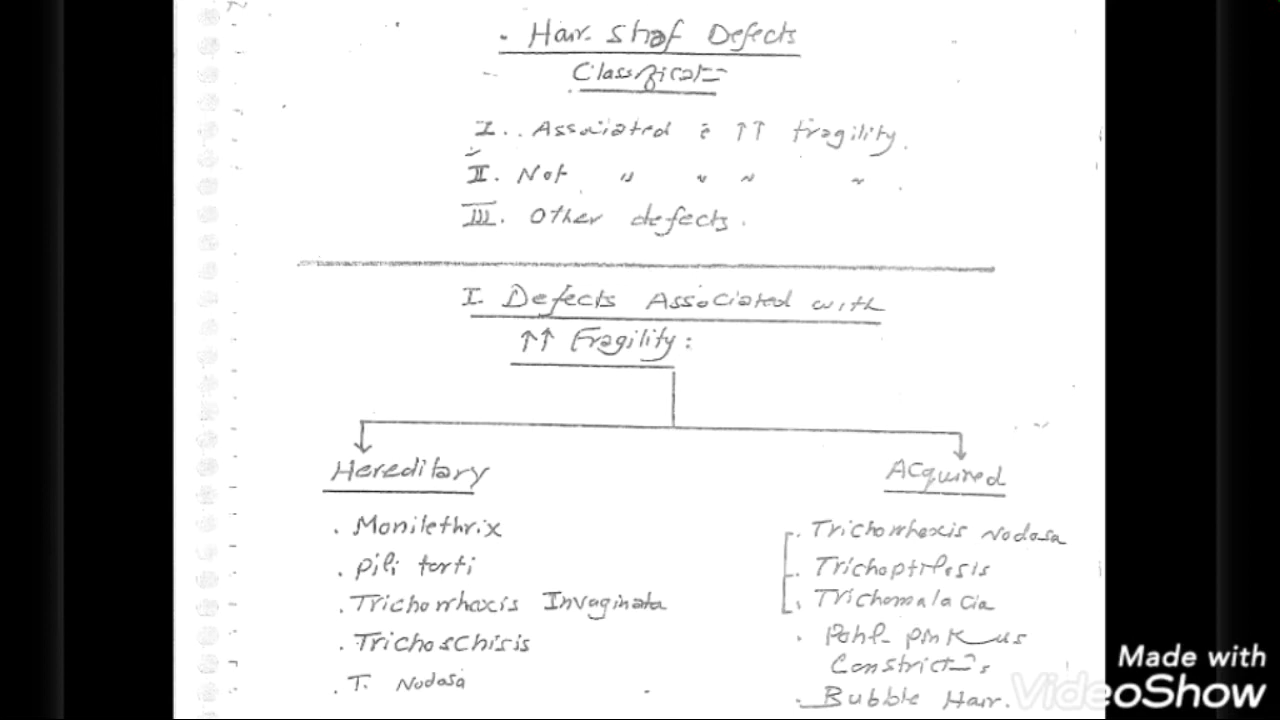 . Hair Shaf Defects
Classificat=
I.. Associated c̄ ↑↑ fragility.
II. Not " " " " .
III. Other defects.
I. Defects Associated with
↑↑ Fragility:
Hereditary
. Monilethrix
. Pili torti
. Trichorrhexis Invaginata
. Trichoschisis
. T. Nodosa
Acquired
. Trichorrhexis Nodosa
. Trichoptilosis
. Trichomalacia
. Pohl-pinkus
Constrict=s
. Bubble Hair.
Made with
VideoShow